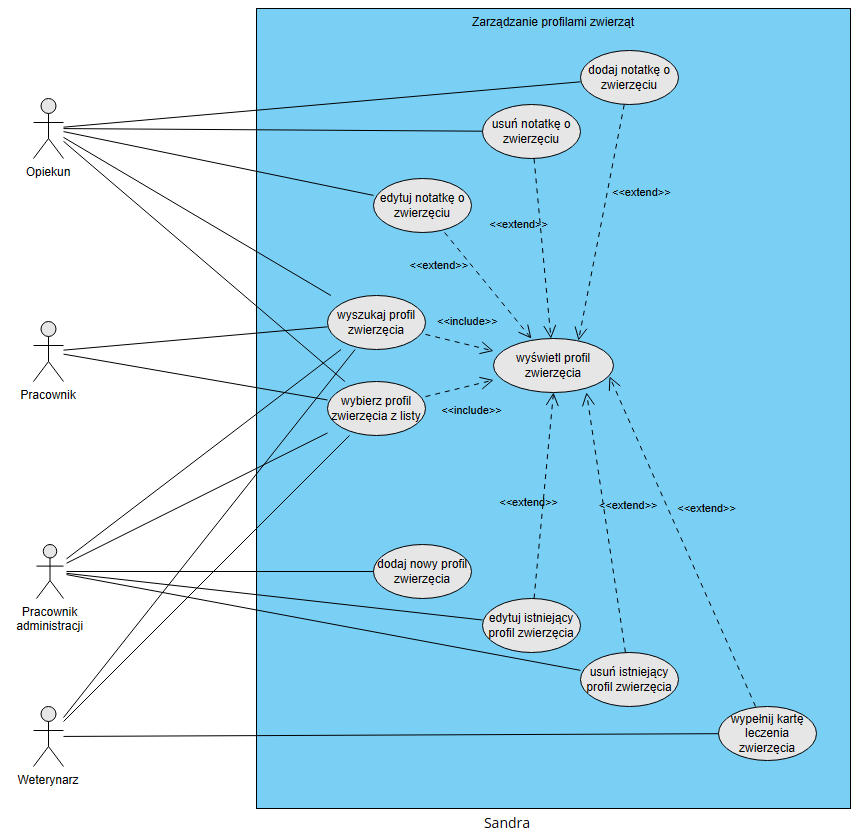 Zarządzanie profilami zwierząt
dodaj notatkę o
zwierzęciu
usuń notatkę o
zwierzęciu
Opiekun
edytuj notatkę o
zwierzęciu
<<extend>>
<<extend>>
<<extend>>
wyszukaj profil
zwierzęcia
<<include>>
wyświetl profil
zwierzęcia
Pracownik
wybierz profil
zwierzęcia z listy
<<include>>
<<extend>>
<<extend>>
<<extend>>
dodaj nowy profil
zwierzęcia
Pracownik
administracji
edytuj istniejący
profil zwierzęcia
usuń istniejący
profil zwierzęcia
wypełnij kartę
leczenia
zwierzęcia
Weterynarz
Sandra